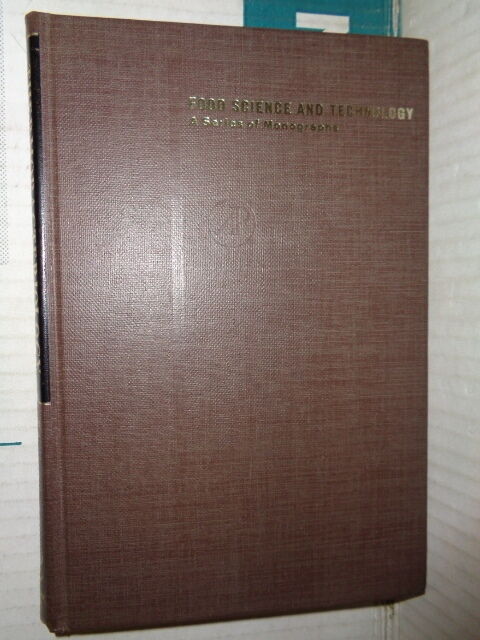 FOOD SCIENCE AND TECHNOLOGY
A Series of Monographs